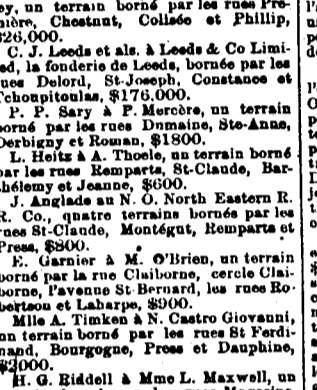 ey, un terrain borné par les rues Pre-
mière, Chestnut, Colisée et Phillip,
$26,000.
C. J. Leeds et als. à Leeds & Co Limi-
ed, la fonderie de Leeds, bornée par les
rues Delord, St-Joseph, Constance et
Tchoupitoulas, $176.000.
P. P. Sary à P. Mercère, un terrain
borné par les rues Dumaine, Ste-Anne,
Derbigny et Roman, $1800.
L. Heitz à A. Thoele, un terrain borné
par les rues Remparts, St-Claude, Bar-
thélemy et Jeanne, $600.
J. Anglade au N. O. North Eastern R.
R. Co., quatre terrains bornés par les
rues St-Claude, Montégut, Remparts et
Press, $800.
E. Garnier à M. O'Brien, un terrain
borné par la rue Claiborne, cercle Clai-
borne, l'avenue St-Bernard, les rues Ro-
bertson et Laharpe, $900.
Mlle A. Timken à N. Castro Giovanni,
un terrain borné par les rues St Ferdi-
nand, Bourgogne, Press et Dauphine,
$2000.
H. G. Riddell à Mme L. Maxwell, un